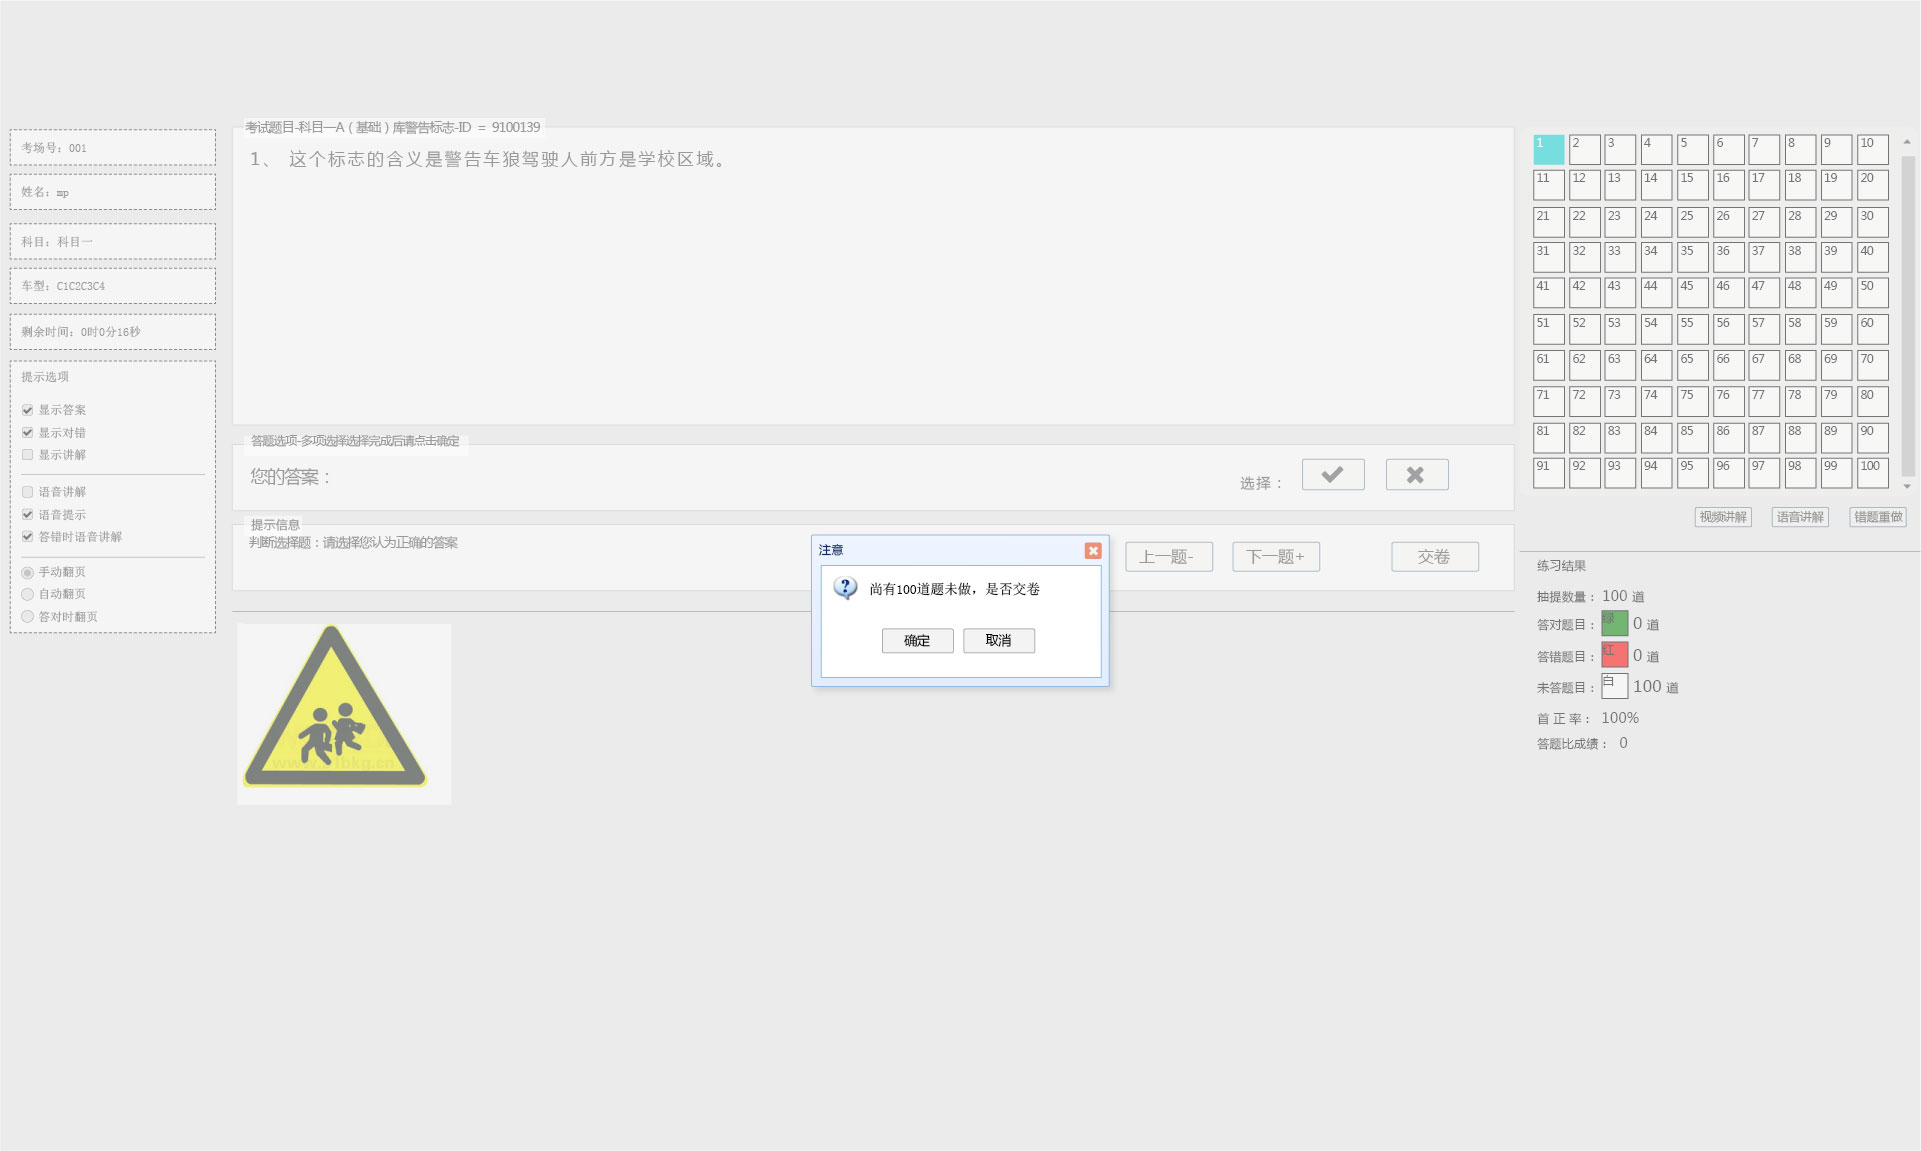 考场号：001
姓名：mp
科目：科目一
车型：C1C2C3C4
剩余时间：0时0分16秒
提示选项
显示答案
显示对错
显示讲解
语音讲解
语音提示
答错时语音讲解
手动翻页
自动翻页
答对时翻页
考试题目-科目一A（基础）库警告标志-ID = 9100139
1、 这个标志的含义是警告车狼驾驶人前方是学校区域。
答题选项-多项选择选择完成后请点击确定
您的答案：
选择：
提示信息
判断选择题：请选择您认为正确的答案
上一题-
下一题+
交卷
注意
?
尚有100道题未做，是否交卷
确定 取消
1 2 3 4 5 6 7 8 9 10
11 12 13 14 15 16 17 18 19 20
21 22 23 24 25 26 27 28 29 30
31 32 33 34 35 36 37 38 39 40
41 42 43 44 45 46 47 48 49 50
51 52 53 54 55 56 57 58 59 60
61 62 63 64 65 66 67 68 69 70
71 72 73 74 75 76 77 78 79 80
81 82 83 84 85 86 87 88 89 90
91 92 93 94 95 96 97 98 99 100
视频讲解 语音讲解 错题重做
练习结果
抽提数量：100 道
答对题目：绿 0 道
答错题目：红 0 道
未答题目：白 100 道
首 正 率： 100%
答题比成绩： 0